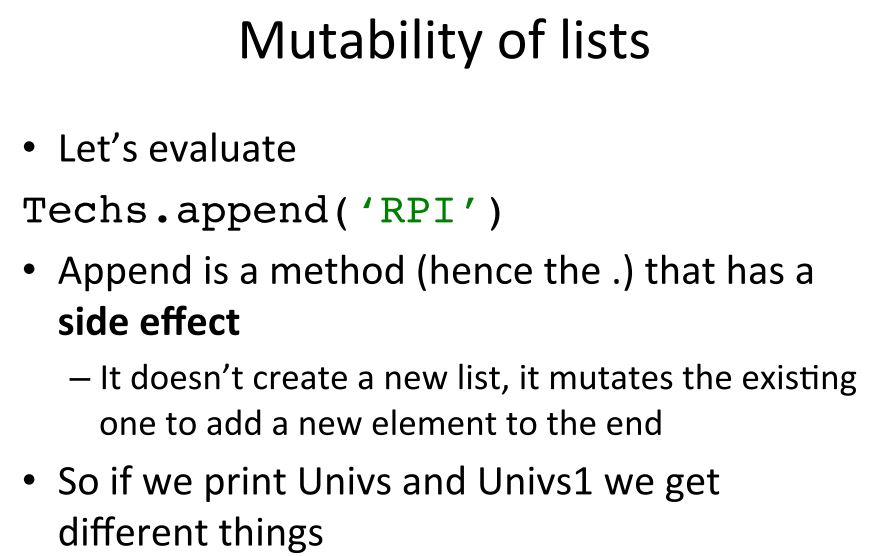 Mutability of lists
• Let’s evaluate
Techs.append(‘RPI’)
• Append is a method (hence the .) that has a
side effect
– It doesn’t create a new list, it mutates the existing
one to add a new element to the end
• So if we print Univs and Univs1 we get
different things